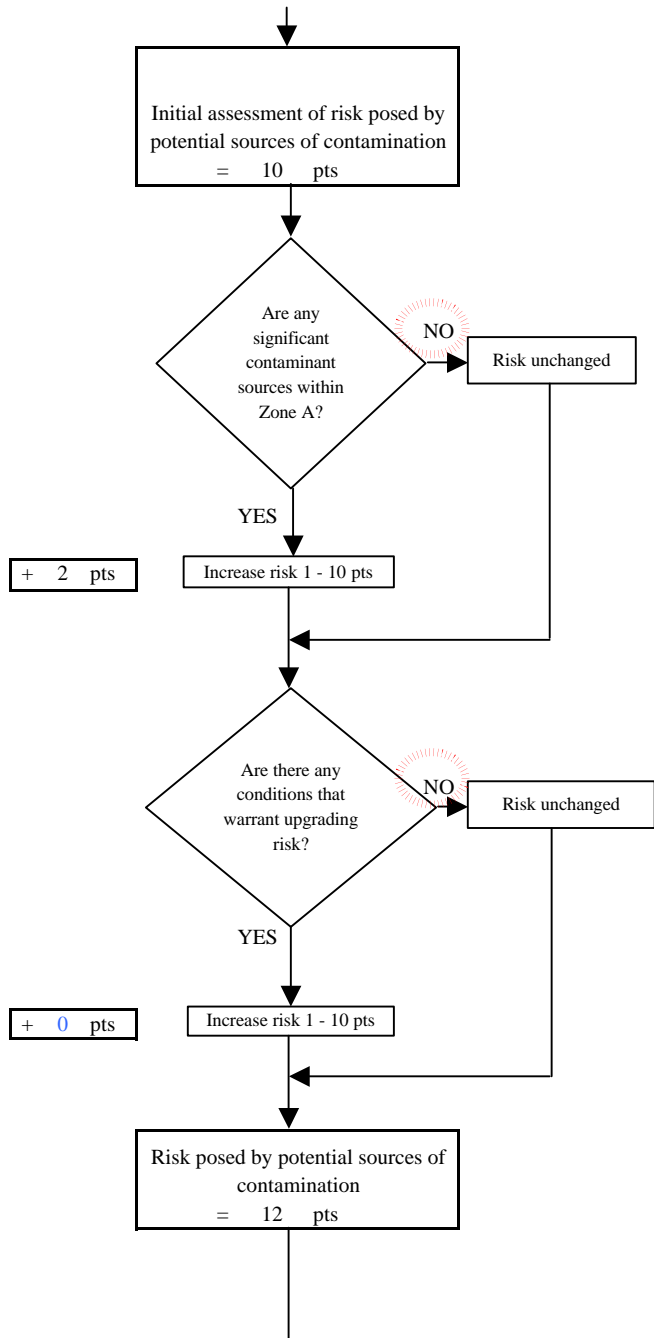 Initial assessment of risk posed by
potential sources of contamination
= 10 pts
Are any
significant
contaminant
sources within
Zone A?
NO
Risk unchanged
YES
+ 2 pts
Increase risk 1 - 10 pts
Are there any
conditions that
warrant upgrading
risk?
NO
Risk unchanged
YES
+ 0 pts
Increase risk 1 - 10 pts
Risk posed by potential sources of
contamination
= 12 pts